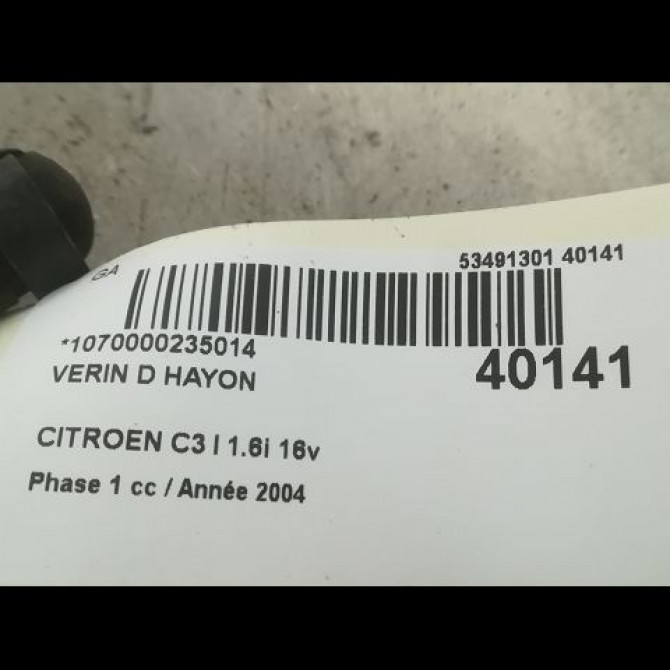 53491301 40141
GA
*1070000235014
40141
VERIN D HAYON
CITROEN C3 I 1.6i 16v
Phase 1 cc / Année 2004